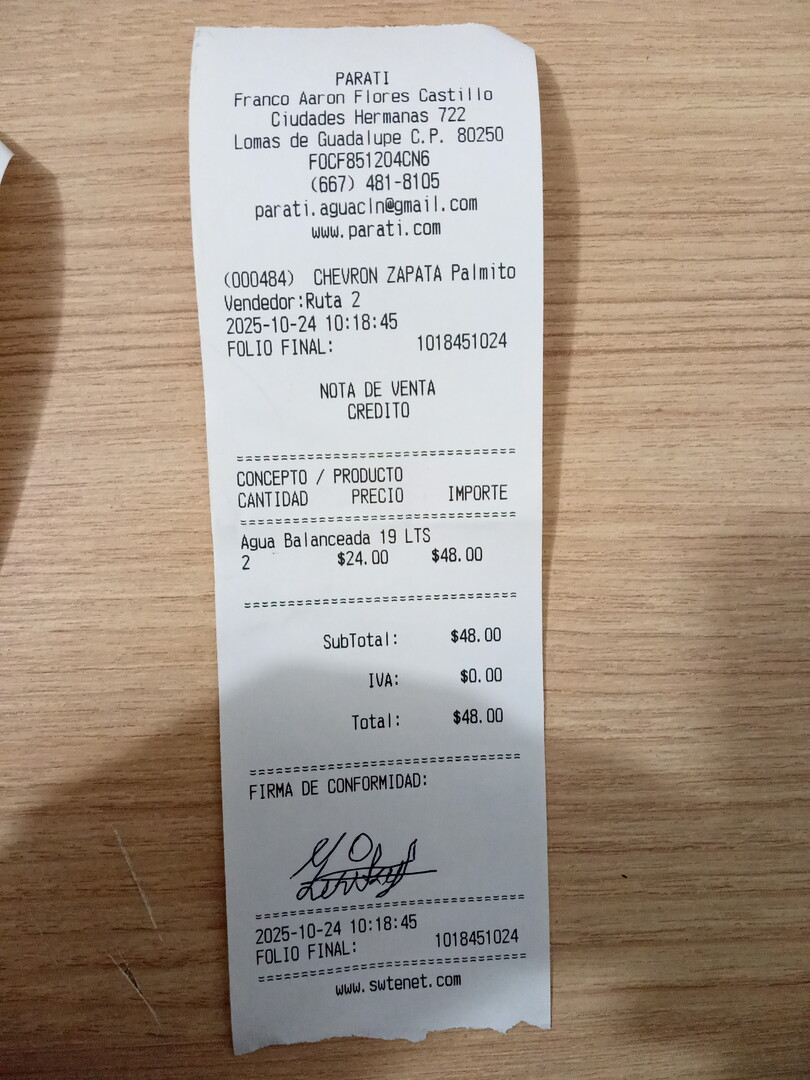 PARATI
Franco Aaron Flores Castillo
Ciudades Hermanas 722
Lomas de Guadalupe C.P. 80250
FOCF851204CN6
(667) 481-8105
parati.aguacln@gmail.com
www.parati.com
(000484) CHEVRON ZAPATA Palmito
Vendedor:Ruta 2
2025-10-24 10:18:45
FOLIO FINAL: 1018451024
NOTA DE VENTA
CREDITO
CONCEPTO / PRODUCTO
CANTIDAD PRECIO IMPORTE
Agua Balanceada 19 LTS
2 $24.00 $48.00
SubTotal: $48.00
IVA: $0.00
Total: $48.00
FIRMA DE CONFORMIDAD:
2025-10-24 10:18:45
FOLIO FINAL: 1018451024
www.swtenet.com